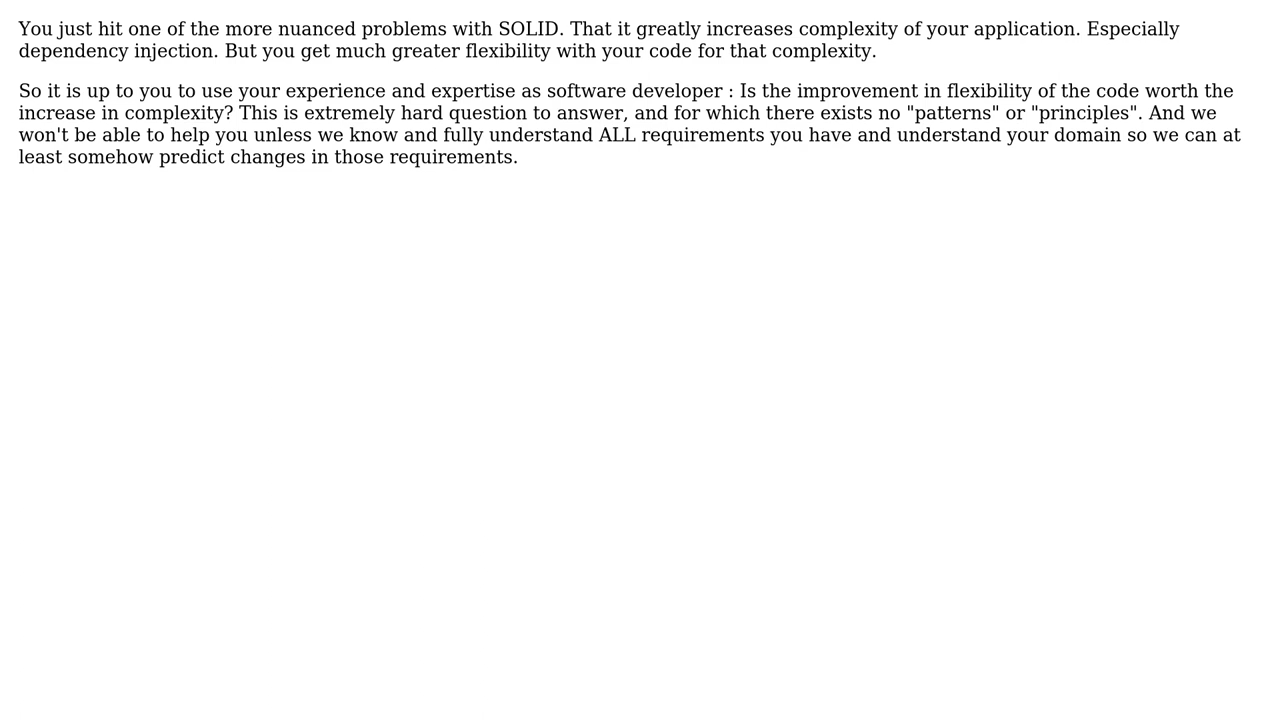 You just hit one of the more nuanced problems with SOLID. That it greatly increases complexity of your application. Especially
dependency injection. But you get much greater flexibility with your code for that complexity.
So it is up to you to use your experience and expertise as software developer : Is the improvement in flexibility of the code worth the
increase in complexity? This is extremely hard question to answer, and for which there exists no "patterns" or "principles". And we
won't be able to help you unless we know and fully understand ALL requirements you have and understand your domain so we can at
least somehow predict changes in those requirements.